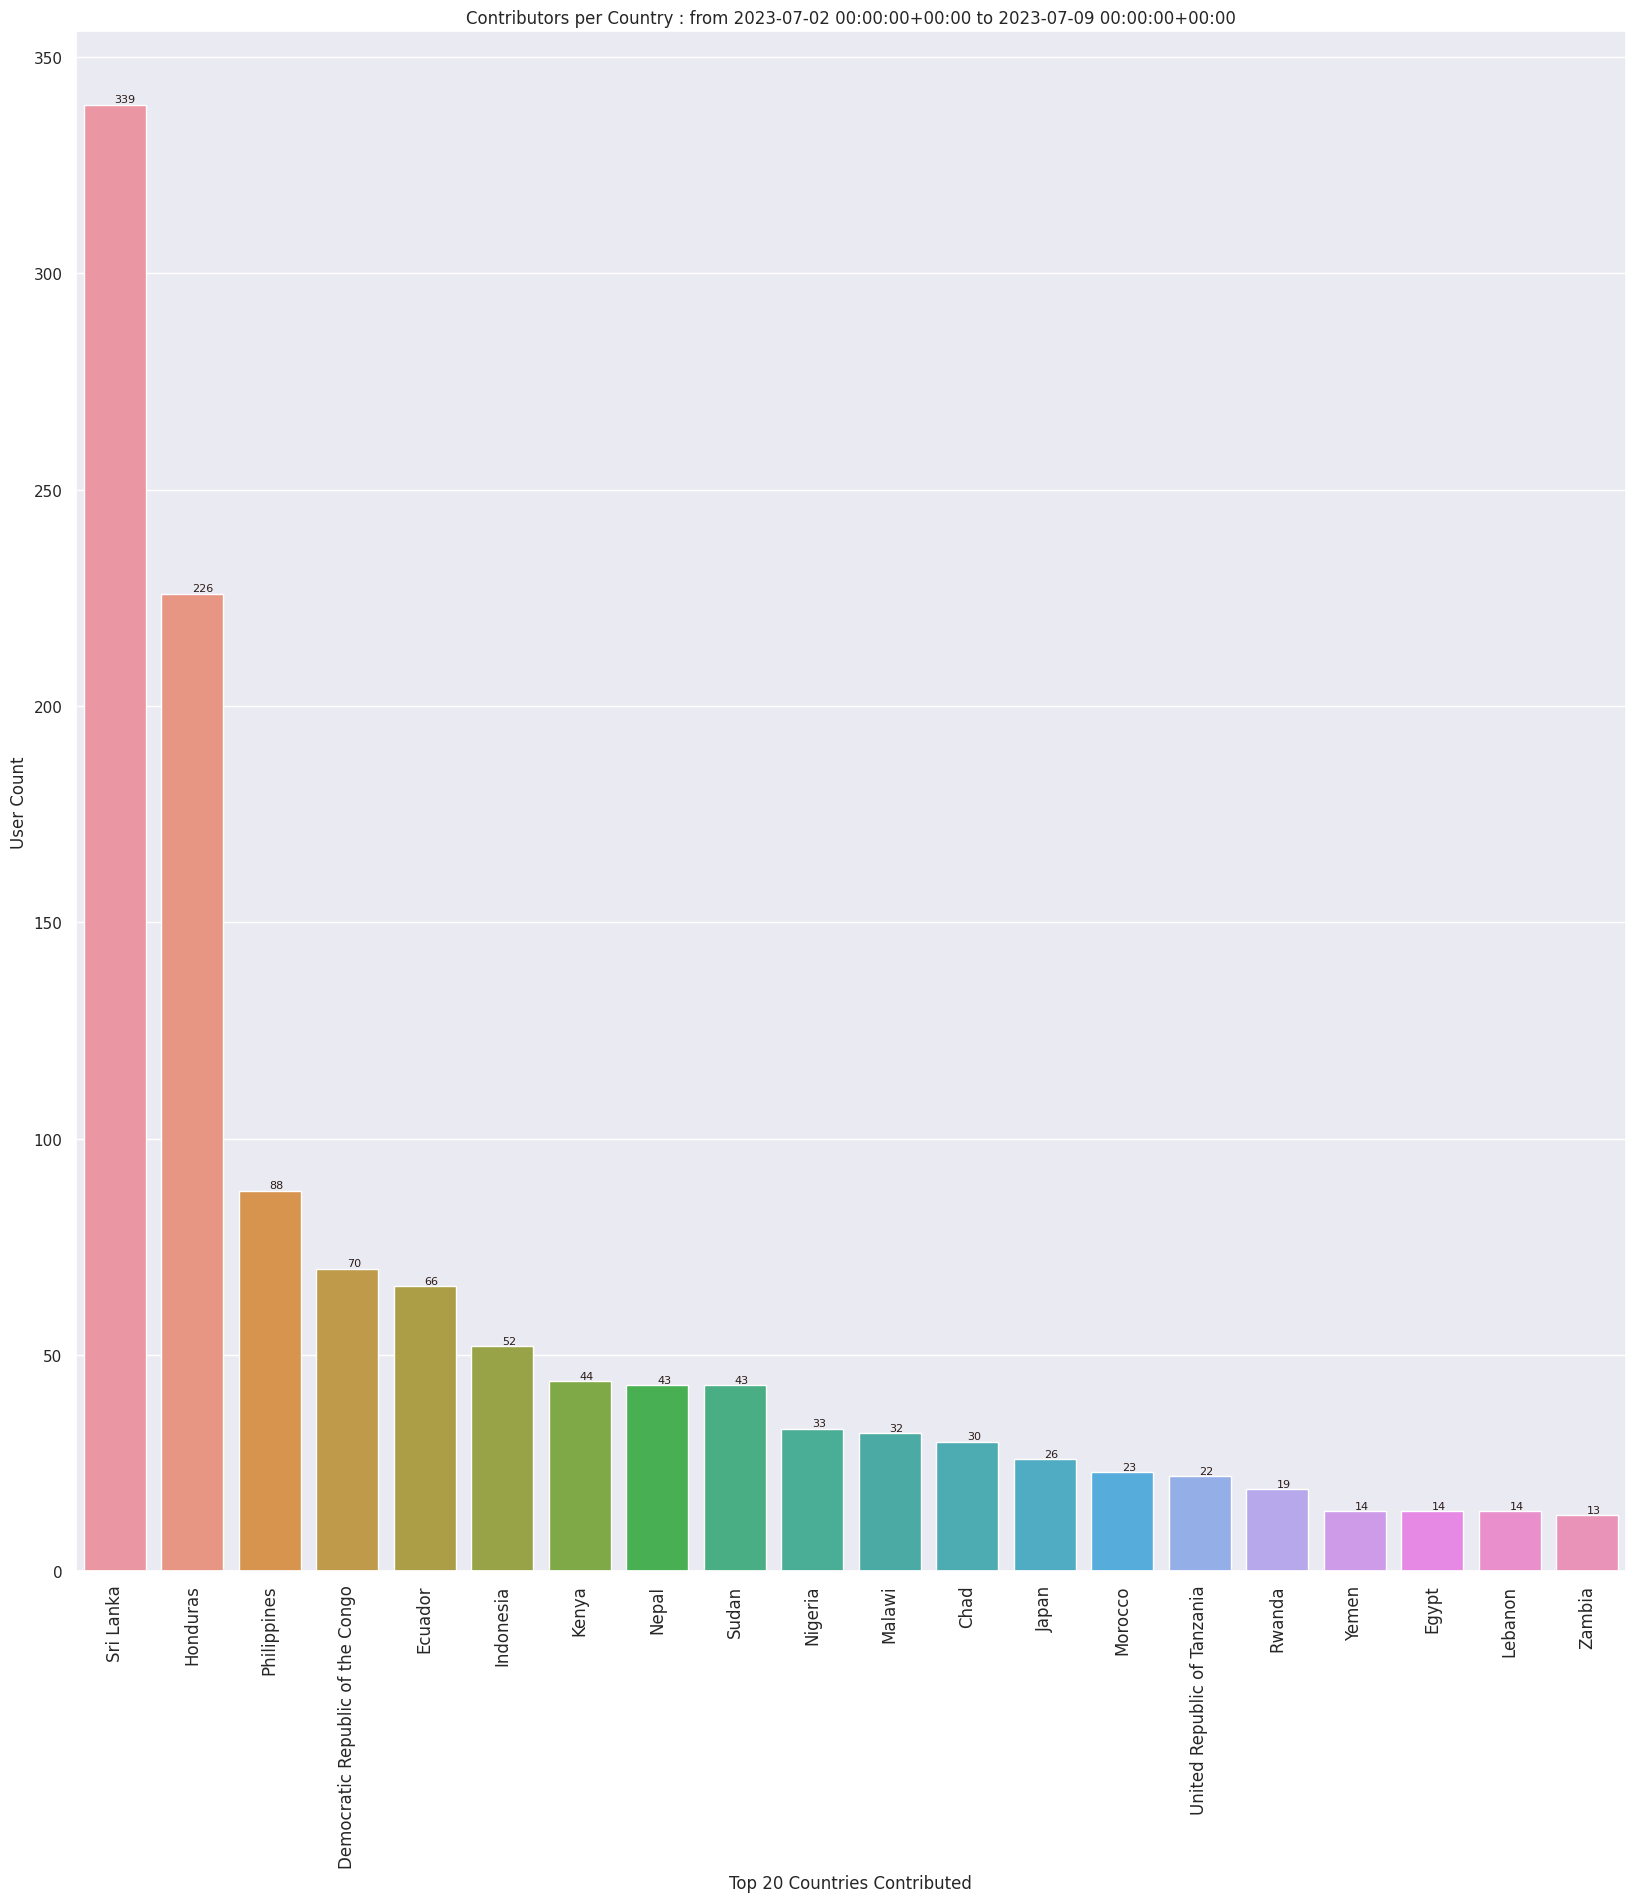 Contributors per Country : from 2023-07-02 00:00:00+00:00 to 2023-07-09 00:00:00+00:00
User Count
350
300
250
200
150
100
50
0
339
226
88
70
66
52
44
43
43
33
32
30
26
23
22
19
14
14
14
13
Sri Lanka
Honduras
Philippines
Democratic Republic of the Congo
Ecuador
Indonesia
Kenya
Nepal
Sudan
Nigeria
Malawi
Chad
Japan
Morocco
United Republic of Tanzania
Rwanda
Yemen
Egypt
Lebanon
Zambia
Top 20 Countries Contributed